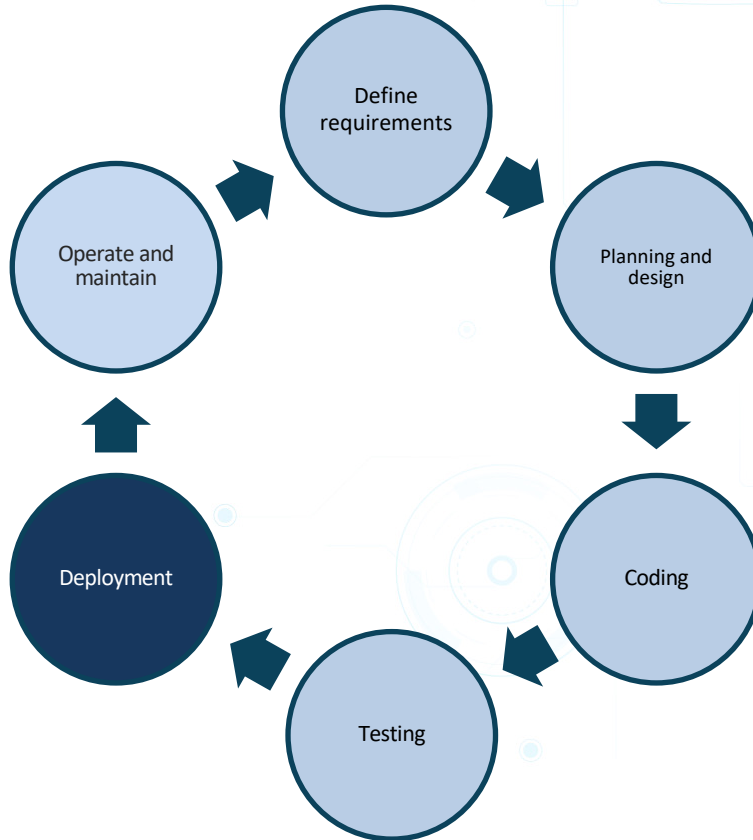 Define
requirements
Planning and
design
Coding
Testing
Deployment
Operate and
maintain